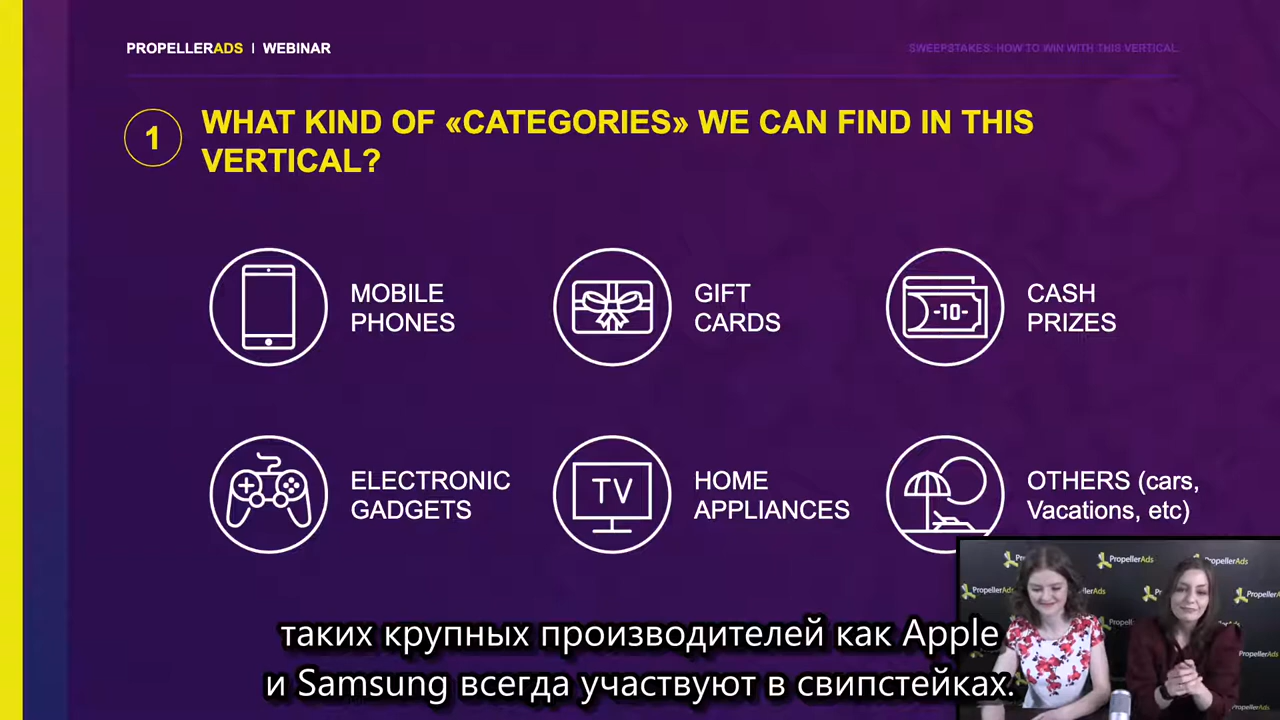 PROPELLERADS | WEBINAR
SWEEPSTAKES: HOW TO WIN WITH THIS VERTICAL.
1
WHAT KIND OF «CATEGORIES» WE CAN FIND IN THIS
VERTICAL?
MOBILE
PHONES
GIFT
CARDS
-10-
CASH
PRIZES
ELECTRONIC
GADGETS
TV
HOME
APPLIANCES
OTHERS (cars,
Vacations, etc)
PropellerAds
PropellerAds
PropellerAds
PropellerAds
PropellerAds
таких крупных производителей как Apple
и Samsung всегда участвуют в свипстейках.